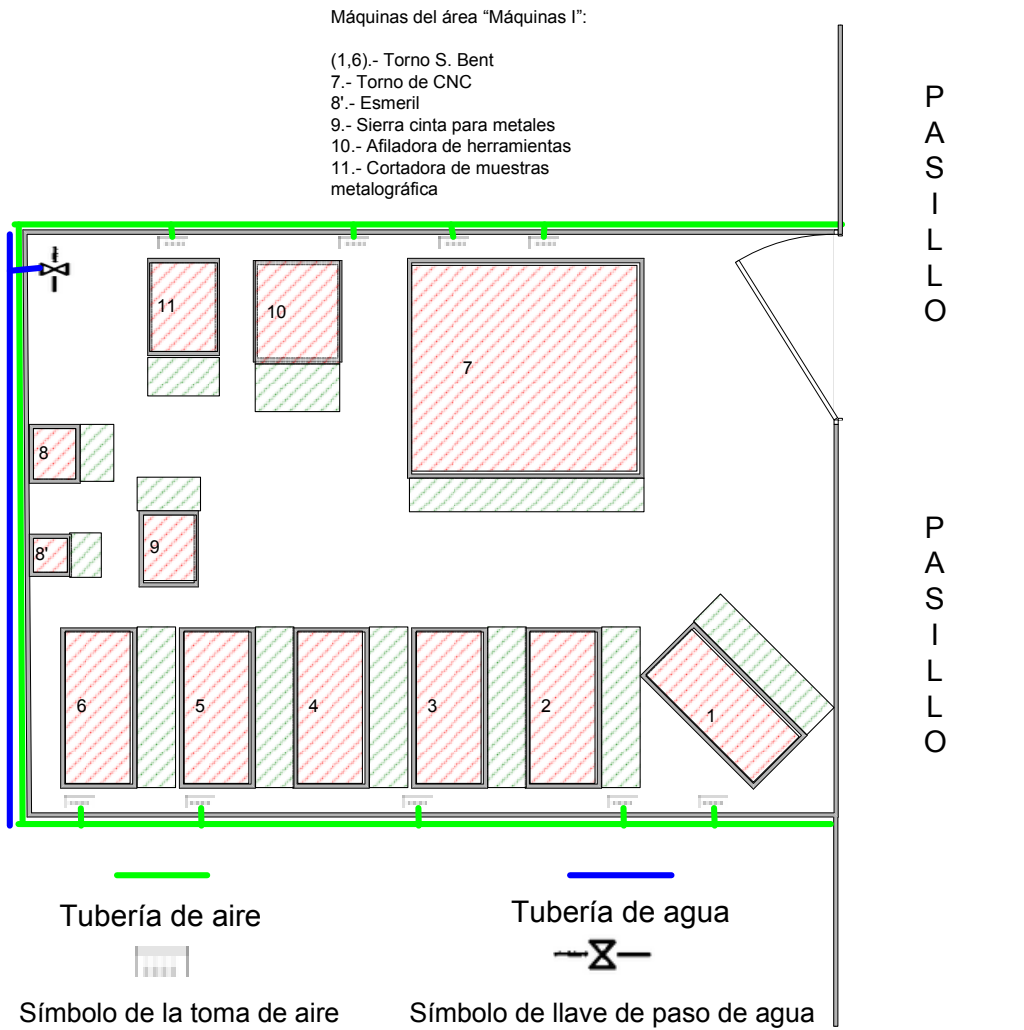 Máquinas del área “Máquinas I”:
(1,6).- Torno S. Bent
7.- Torno de CNC
8'.- Esmeril
9.- Sierra cinta para metales
10.- Afiladora de herramientas
11.- Cortadora de muestras
metalográfica
PASILLO
11
10
7
8
8'
9
PASILLO
6
5
4
3
2
1
Tubería de aire
Tubería de agua
Símbolo de la toma de aire
Símbolo de llave de paso de agua